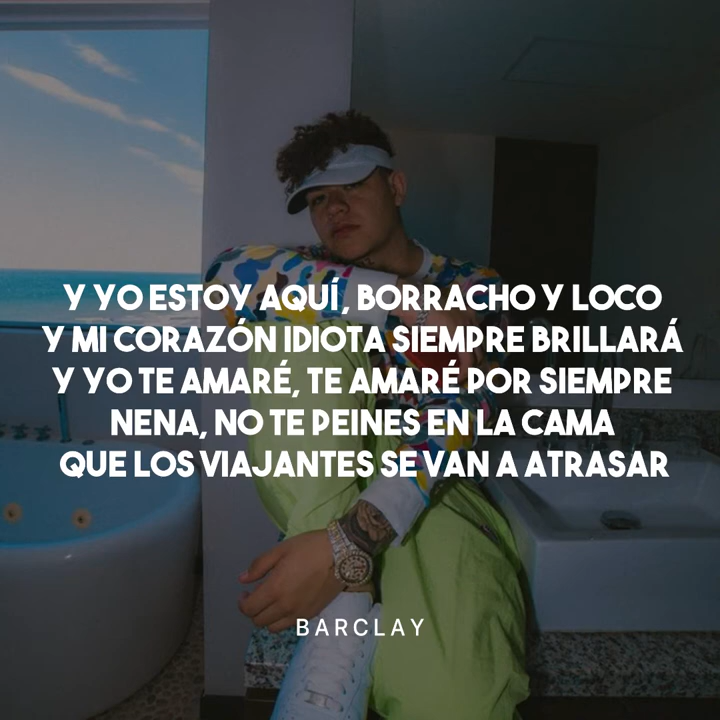 Y YO ESTOY AQUÍ, BORRACHO Y LOCO
Y MI CORAZÓN IDIOTA SIEMPRE BRILLARÁ
Y YO TE AMARÉ, TE AMARÉ POR SIEMPRE
NENA, NO TE PEINES EN LA CAMA
QUE LOS VIAJANTES SE VAN A ATRASAR
BARCLAY